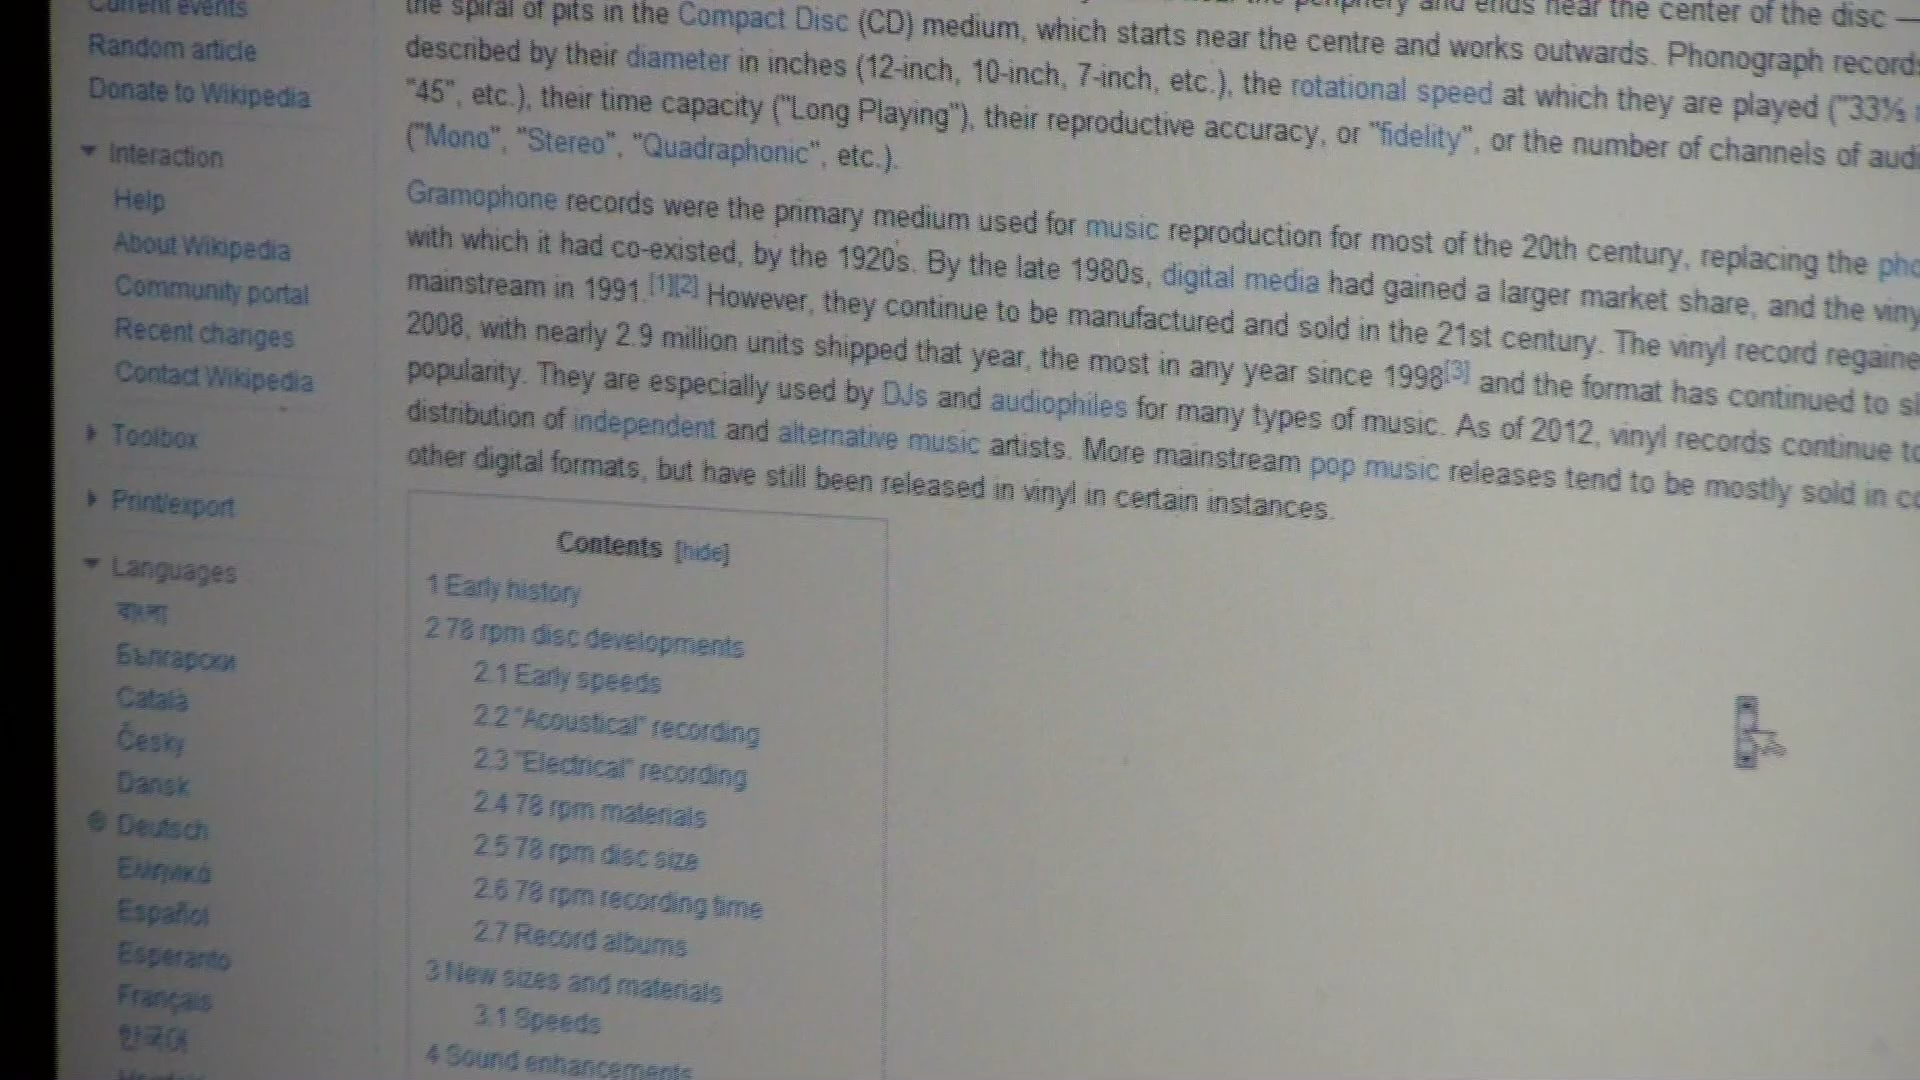 Current events
Random article
Donate to Wikipedia
Interaction
Help
About Wikipedia
Community portal
Recent changes
Contact Wikipedia
Toolbox
Print/export
Languages
বাংলা
Български
Català
Česky
Dansk
Deutsch
Ελληνικά
Español
Esperanto
Français
한국어
the spiral of pits in the Compact Disc (CD) medium, which starts near the centre and works outwards. Phonograph records
described by their diameter in inches (12-inch, 10-inch, 7-inch, etc.), the rotational speed at which they are played ("33⅓
"45", etc.), their time capacity ("Long Playing"), their reproductive accuracy, or "fidelity", or the number of channels of
("Mono", "Stereo", "Quadraphonic", etc.).
Gramophone records were the primary medium used for music reproduction for most of the 20th century, replacing the
with which it had co-existed, by the 1920s. By the late 1980s, digital media had gained a larger market share, and the
mainstream in 1991.[1][2] However, they continue to be manufactured and sold in the 21st century. The vinyl record
2008, with nearly 2.9 million units shipped that year, the most in any year since 1998[3] and the format has continued to
popularity. They are especially used by DJs and audiophiles for many types of music. As of 2012, vinyl records continue to
distribution of independent and alternative music artists. More mainstream pop music releases tend to be mostly sold in
other digital formats, but have still been released in vinyl in certain instances.
Contents [hide]
1 Early history
2 78 rpm disc developments
2.1 Early speeds
2.2 "Acoustical" recording
2.3 "Electrical" recording
2.4 78 rpm materials
2.5 78 rpm disc size
2.6 78 rpm recording time
2.7 Record albums
3 New sizes and materials
3.1 Speeds
4 Sound enhancements